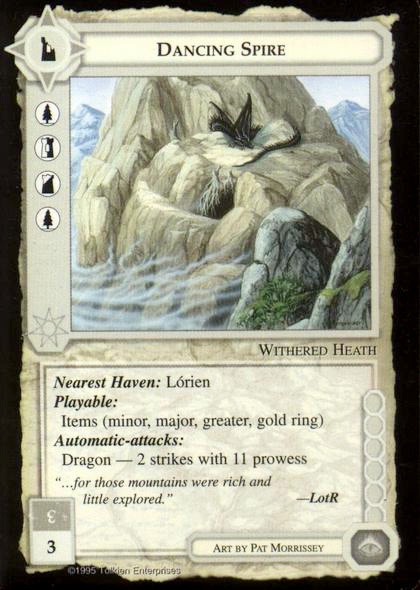 DANCING SPIRE
WITHERED HEATH
Nearest Haven: Lórien
Playable:
Items (minor, major, greater, gold ring)
Automatic-attacks:
Dragon — 2 strikes with 11 prowess
“...for those mountains were rich and
little explored.” —LotR
3
3
ART BY PAT MORRISSEY
©1995 Tolkien Enterprises